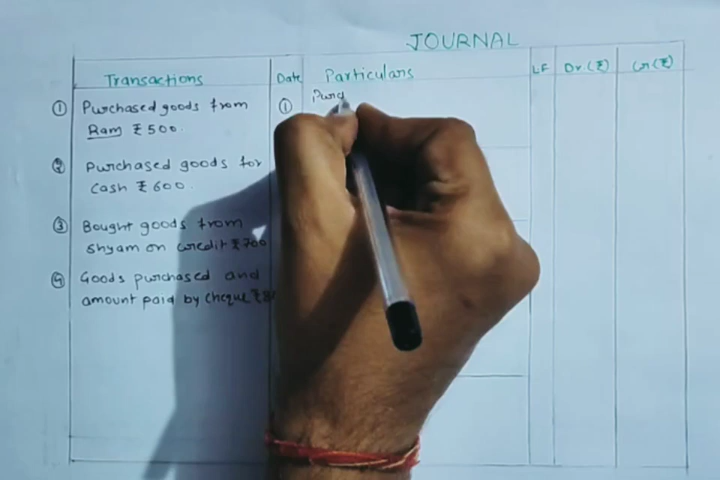 JOURNAL
Transactions Date Particulars LF Dr.(₹) Cr(₹)
① Purchased goods from
Ram ₹500.
② Purchased goods for
Cash ₹600.
③ Bought goods from
Shyam on credit ₹700
④ Goods purchased and
amount paid by cheque
①